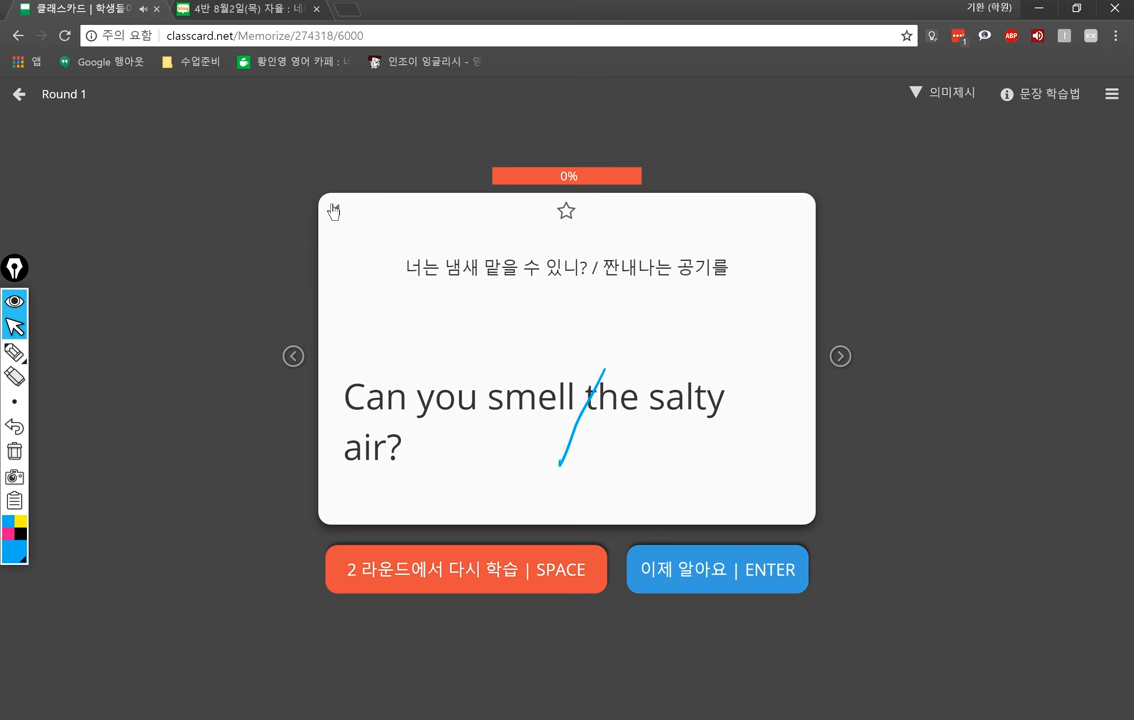 클래스카드 | 학생들이
4반 8월2일(목) 자율 : 네
기환 (학원)
주의 요함
classcard.net/Memorize/274318/6000
앱
Google 행아웃
수업준비
황인영 영어 카페 : 네
인조이 잉글리시 - 영
ABP
1
Round 1
의미제시
문장 학습법
0%
너는 냄새 맡을 수 있니? / 짠내나는 공기를
Can you smell the salty
air?
2 라운드에서 다시 학습 | SPACE
이제 알아요 | ENTER